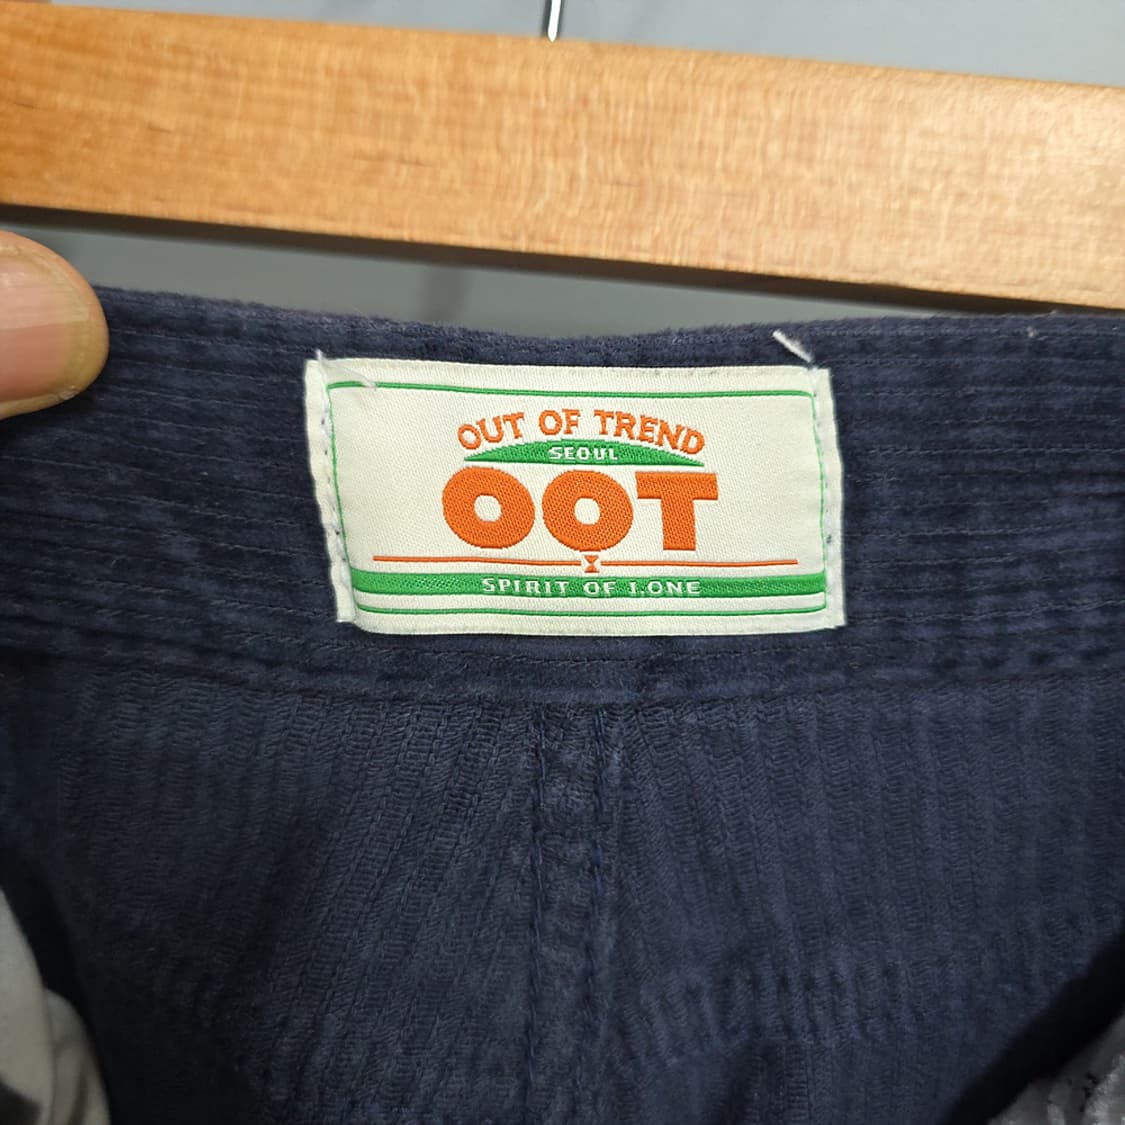 OUT OF TREND
SEOUL
OOT
SPIRIT OF I.ONE